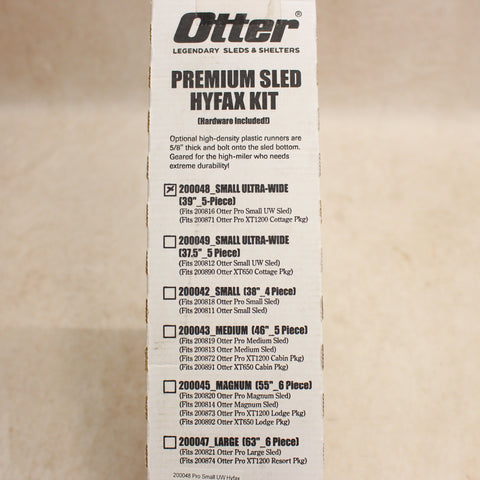 Otter®
LEGENDARY SLEDS & SHELTERS
PREMIUM SLED
HYFAX KIT
(Hardware Included!)
Optional high-density plastic runners are
5/8" thick and bolt onto the sled bottom.
Geared for the high-miler who needs
extreme durability!
200048_SMALL ULTRA-WIDE
(39"_5-Piece)
(Fits 200816 Otter Pro Small UW Sled)
(Fits 200871 Otter Pro XT1200 Cottage Pkg)
200049_SMALL ULTRA-WIDE
(37.5"_5 Piece)
(Fits 200812 Otter Small UW Sled)
(Fits 200890 Otter XT650 Cottage Pkg)
200042_SMALL (38"_4 Piece)
(Fits 200818 Otter Pro Small Sled)
(Fits 200811 Otter Small Sled)
200043_MEDIUM (46"_5 Piece)
(Fits 200819 Otter Pro Medium Sled)
(Fits 200813 Otter Medium Sled)
(Fits 200872 Otter Pro XT1200 Cabin Pkg)
(Fits 200891 Otter XT650 Cabin Pkg)
200045_MAGNUM (55"_6 Piece)
(Fits 200820 Otter Pro Magnum Sled)
(Fits 200814 Otter Magnum Sled)
(Fits 200873 Otter Pro XT1200 Lodge Pkg)
(Fits 200892 Otter XT650 Lodge Pkg)
200047_LARGE (63"_6 Piece)
(Fits 200821 Otter Pro Large Sled)
(Fits 200874 Otter Pro XT1200 Resort Pkg)
200048 Pro Small UW Hyfax